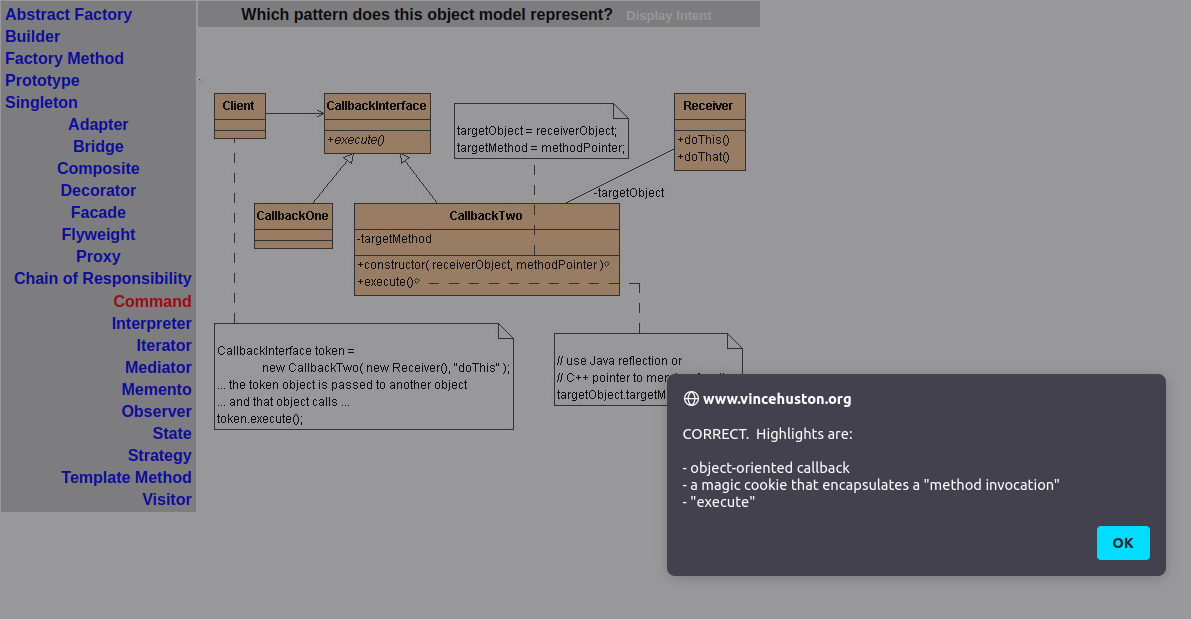 Abstract Factory
Builder
Factory Method
Prototype
Singleton
Adapter
Bridge
Composite
Decorator
Facade
Flyweight
Proxy
Chain of Responsibility
Command
Interpreter
Iterator
Mediator
Memento
Observer
State
Strategy
Template Method
Visitor
Which pattern does this object model represent? Display Intent
Client
CallbackInterface
+execute()
targetObject = receiverObject;
targetMethod = methodPointer;
Receiver
+doThis()
+doThat()
-targetObject
CallbackOne
CallbackTwo
-targetMethod
+constructor( receiverObject, methodPointer )
+execute()
CallbackInterface token =
new CallbackTwo( new Receiver(), "doThis" );
... the token object is passed to another object
... and that object calls ...
token.execute();
// use Java reflection or
// C++ pointer to
targetObject.targetM
www.vincehuston.org
CORRECT. Highlights are:
- object-oriented callback
- a magic cookie that encapsulates a "method invocation"
- "execute"
OK